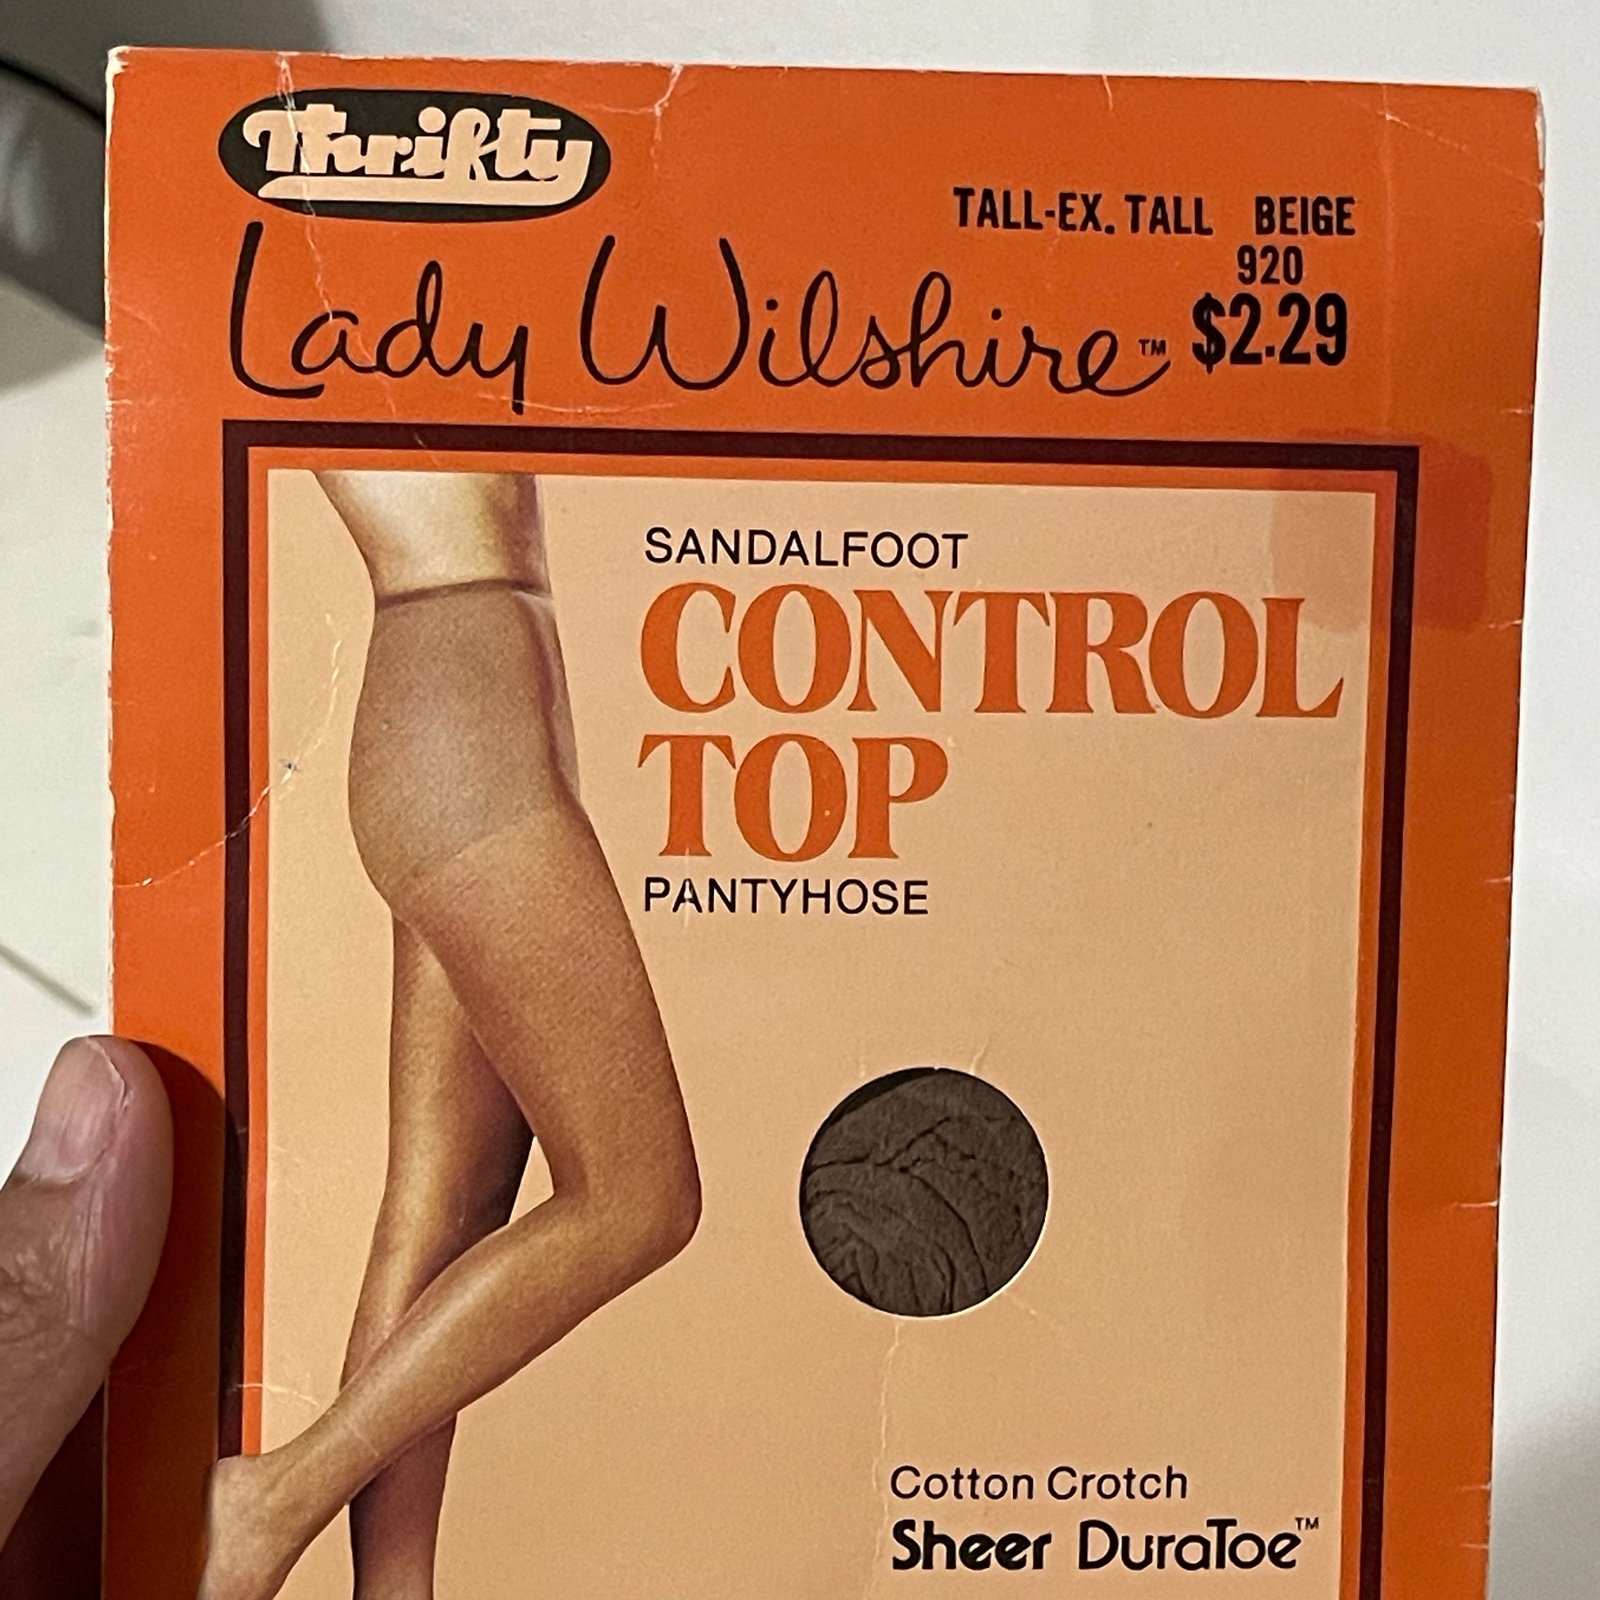 Thrifty
TALL-EX. TALL BEIGE
920
Lady Wilshire™ $2.29
SANDALFOOT
CONTROL
TOP
PANTYHOSE
Cotton Crotch
Sheer DuraToe™